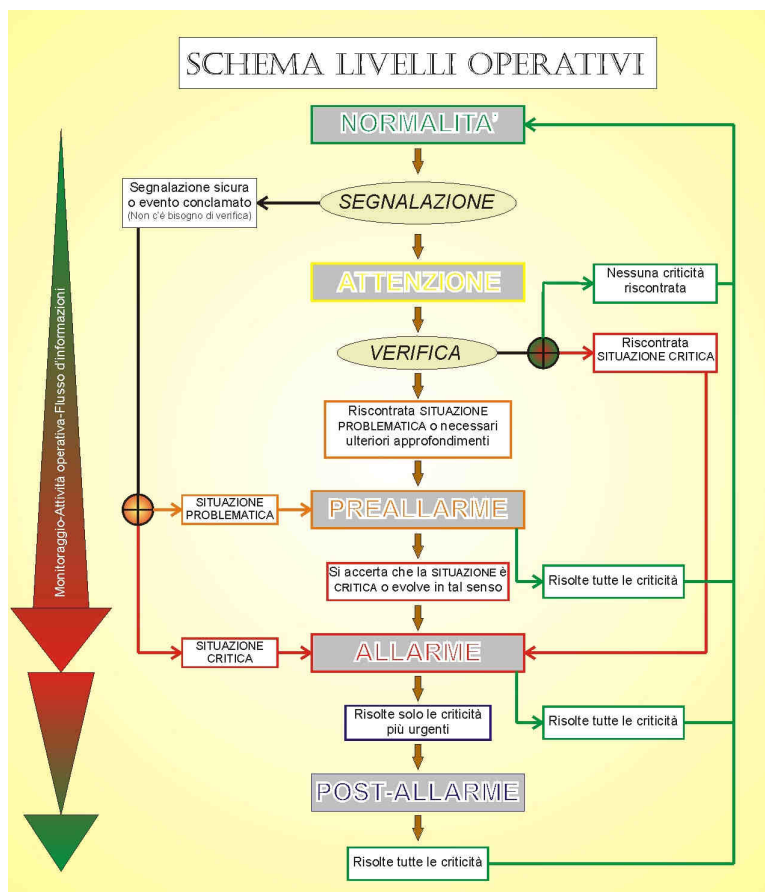 SCHEMA LIVELLI OPERATIVI
NORMALITA'
Segnalazione sicura
o evento conclamato
(Non c'é bisogno di verifica)
SEGNALAZIONE
ATTENZIONE
Nessuna criticità
riscontrata
VERIFICA
Riscontrata
SITUAZIONE CRITICA
Monitoraggio-Attività operativa-Flusso d'informazioni
Riscontrata SITUAZIONE
PROBLEMATICA o necessari
ulteriori approfondimenti
SITUAZIONE
PROBLEMATICA
PREALLARME
Si accerta che la SITUAZIONE è
CRITICA o evolve in tal senso
Risolte tutte le criticità
SITUAZIONE
CRITICA
ALLARME
Risolte solo le criticità
più urgenti
Risolte tutte le criticità
POST-ALLARME
Risolte tutte le criticità